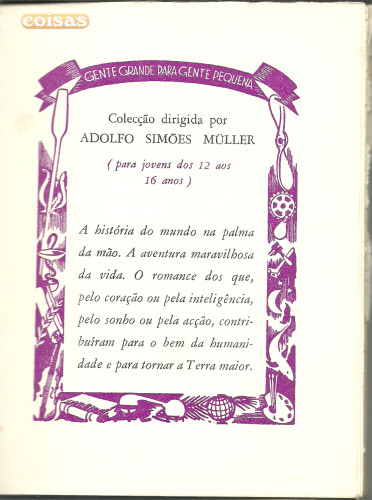 coisas
GENTE GRANDE PARA GENTE PEQUENA
Colecção dirigida por
ADOLFO SIMÕES MÜLLER
( para jovens dos 12 aos
16 anos )
A história do mundo na palma
da mão. A aventura maravilhosa
da vida. O romance dos que,
pelo coração ou pela inteligência,
pelo sonho ou pela acção, contri-
buíram para o bem da humani-
dade e para tornar a Terra maior.